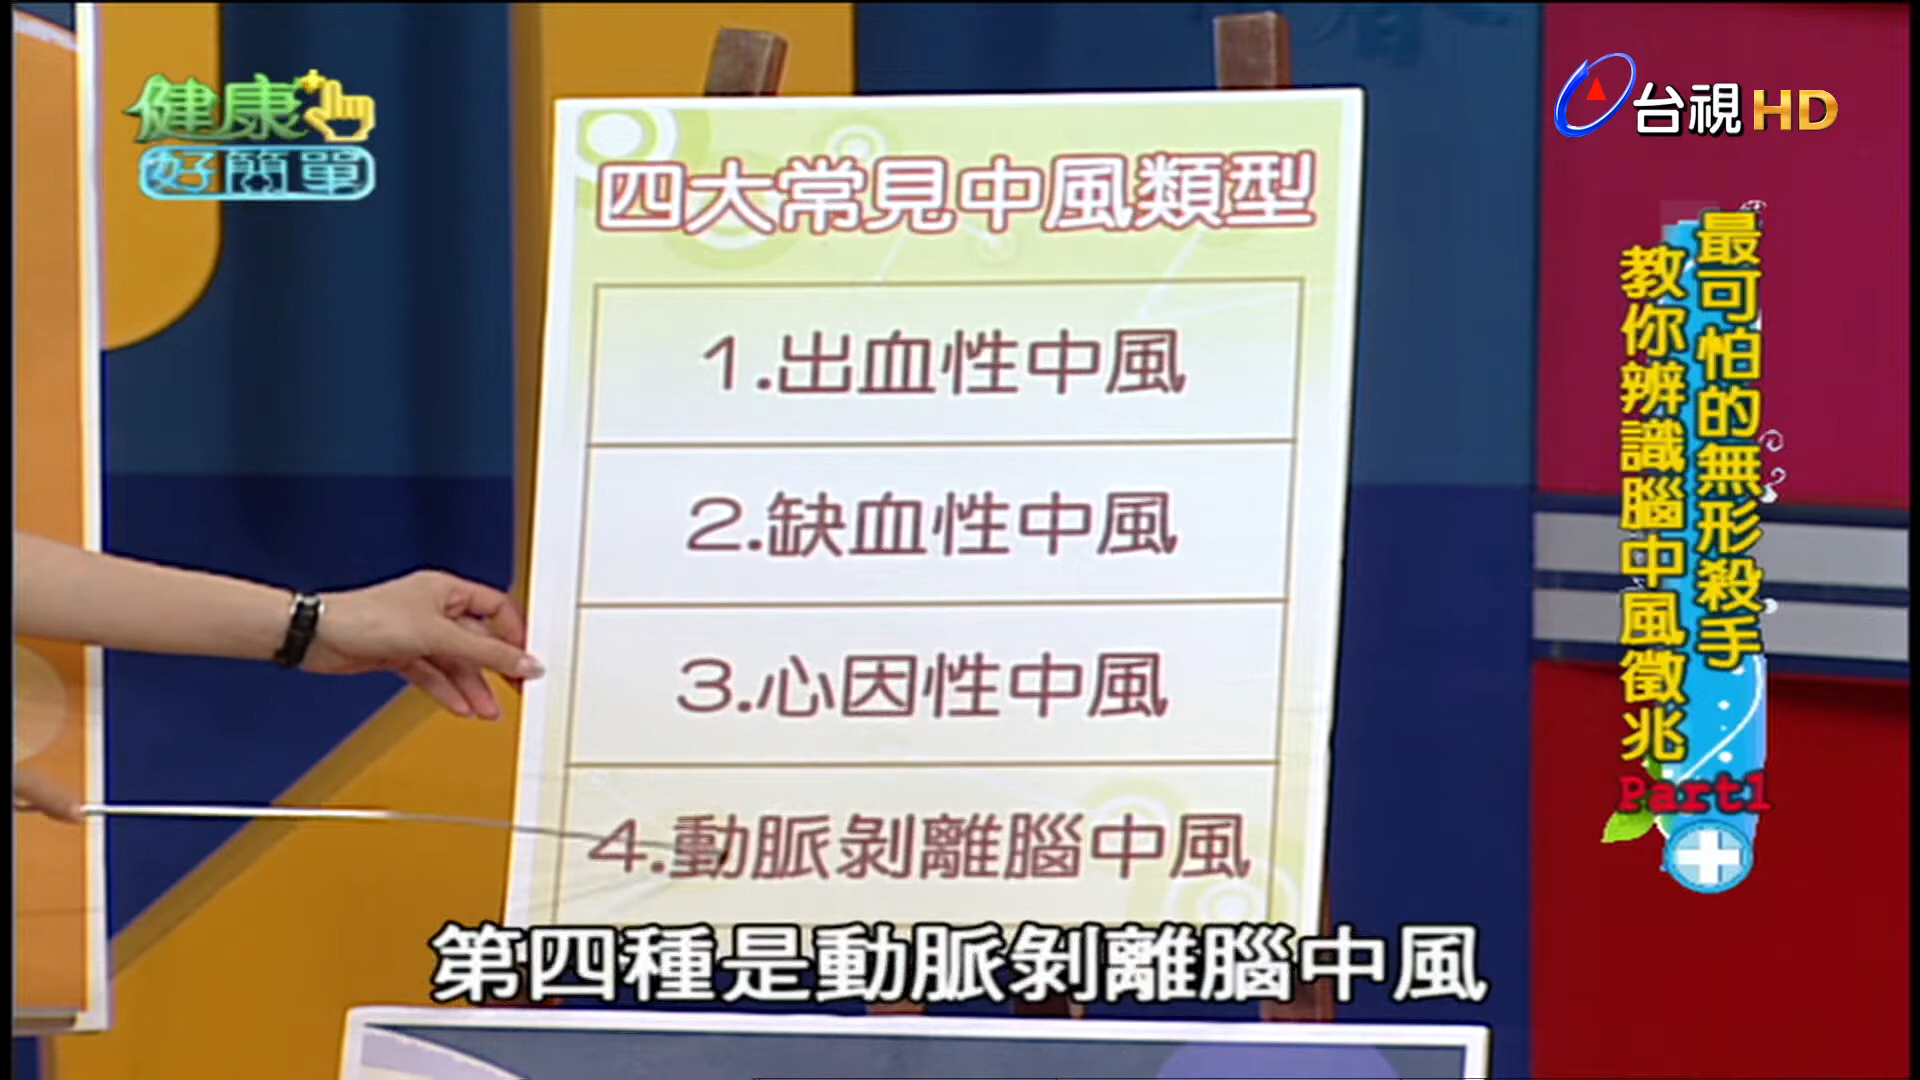 健康
好簡單
台視HD
四大常見中風類型
1.出血性中風
2.缺血性中風
3.心因性中風
4.動脈剝離腦中風
最可怕的無形殺手
教你辨識腦中風徵兆
Part1
第四種是動脈剝離腦中風